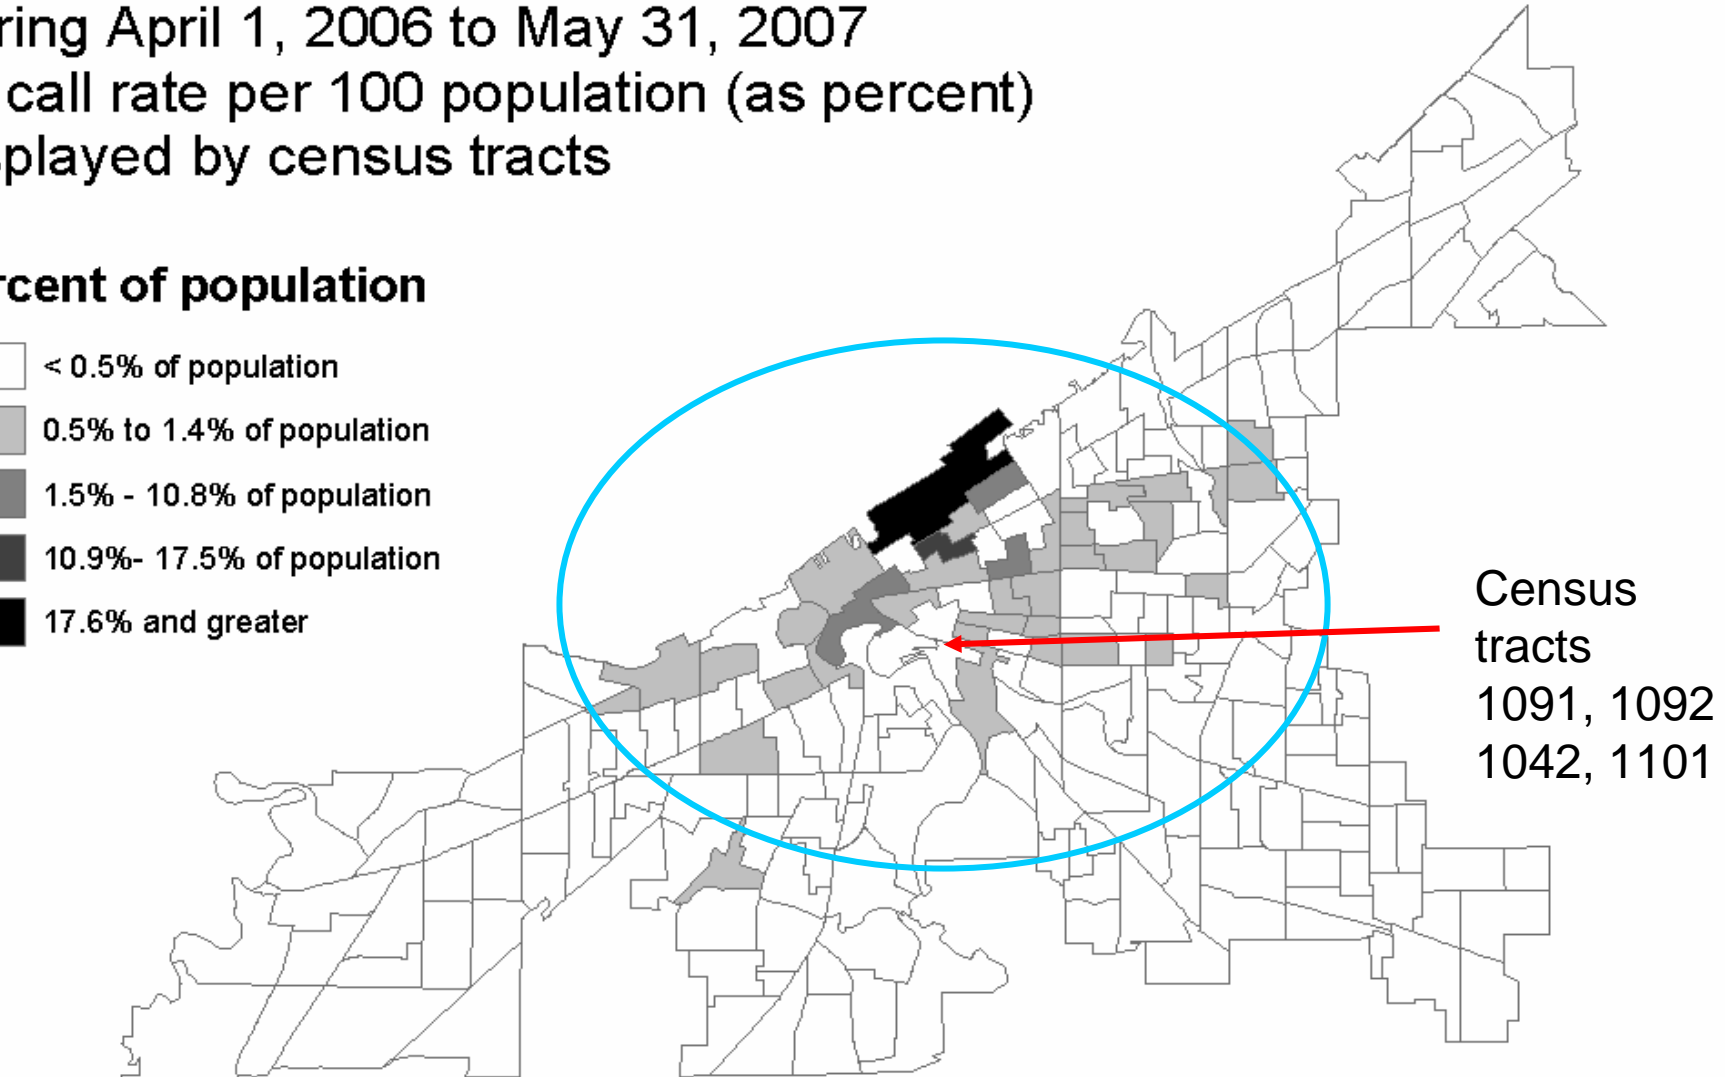 ring April 1, 2006 to May 31, 2007
call rate per 100 population (as percent)
splayed by census tracts
rcent of population
< 0.5% of population
0.5% to 1.4% of population
1.5% - 10.8% of population
10.9%- 17.5% of population
17.6% and greater
Census
tracts
1091, 1092
1042, 1101